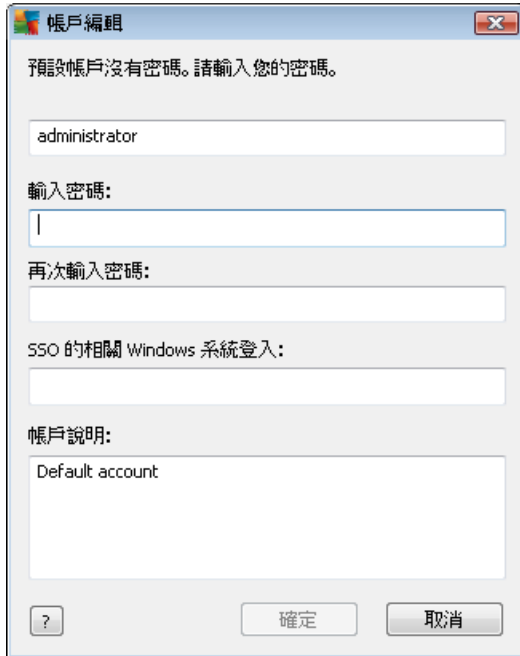 帳戶編輯
預設帳戶沒有密碼。請輸入您的密碼。
administrator
輸入密碼:
再次輸入密碼:
SSO 的相關 Windows 系統登入:
帳戶說明:
Default account
?
確定
取消